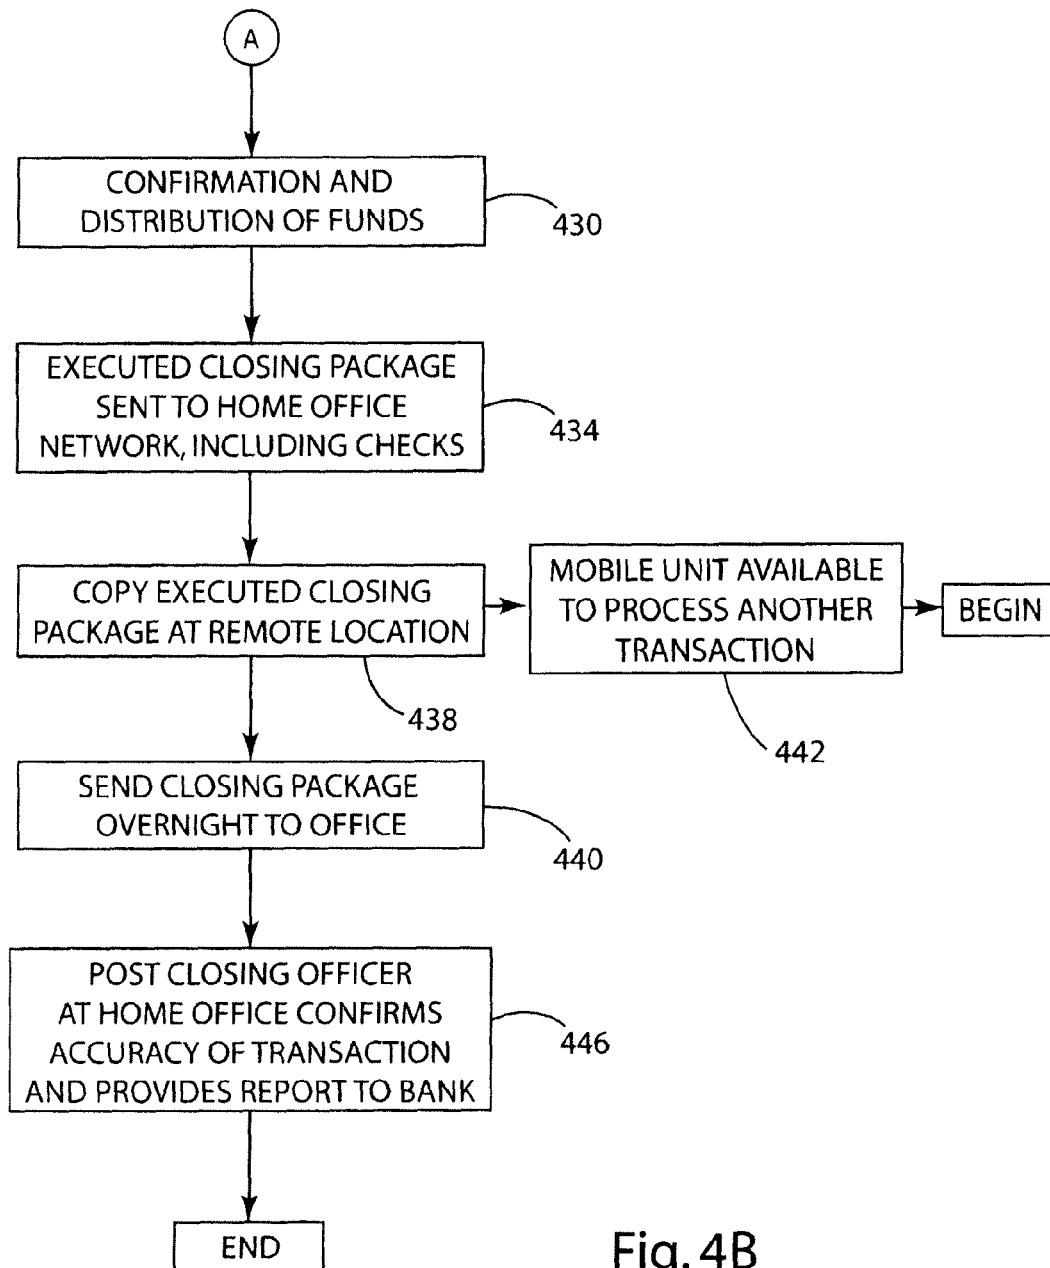 A
CONFIRMATION AND
DISTRIBUTION OF FUNDS
430
EXECUTED CLOSING PACKAGE
SENT TO HOME OFFICE
NETWORK, INCLUDING CHECKS
434
COPY EXECUTED CLOSING
PACKAGE AT REMOTE LOCATION
438
MOBILE UNIT AVAILABLE
TO PROCESS ANOTHER
TRANSACTION
442
BEGIN
SEND CLOSING PACKAGE
OVERNIGHT TO OFFICE
440
POST CLOSING OFFICER
AT HOME OFFICE CONFIRMS
ACCURACY OF TRANSACTION
AND PROVIDES REPORT TO BANK
446
END
Fig. 4B